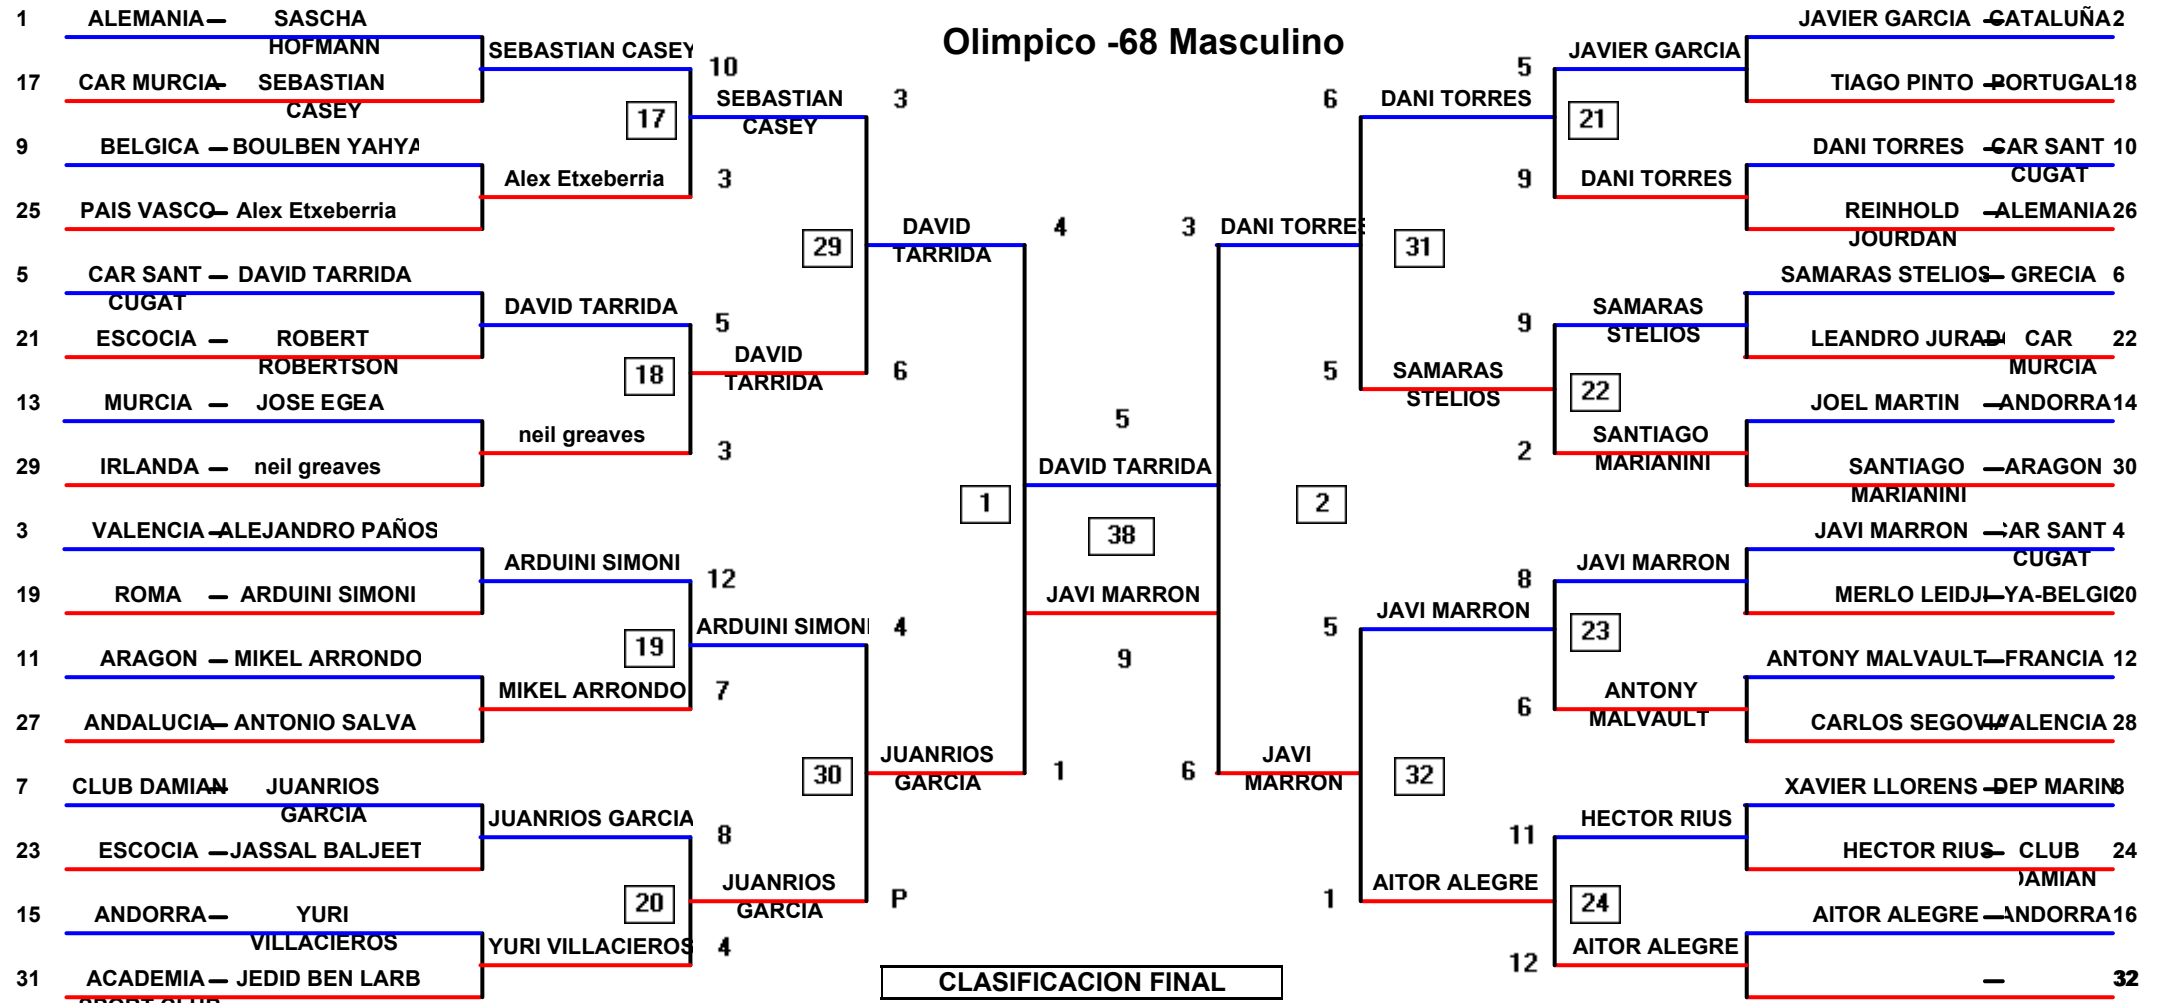 Olimpico -68 Masculino
1 ALEMANIA — SASCHA
HOFMANN
17 CAR MURCIA — SEBASTIAN
CASEY
9 BELGICA — BOULBEN YAHYA
25 PAIS VASCO — Alex Etxeberria
5 CAR SANT — DAVID TARRIDA
CUGAT
21 ESCOCIA — ROBERT
ROBERTSON
13 MURCIA — JOSE EGEA
29 IRLANDA — neil greaves
3 VALENCIA — ALEJANDRO PAÑOS
19 ROMA — ARDUINI SIMONI
11 ARAGON — MIKEL ARRONDO
27 ANDALUCIA — ANTONIO SALVA
7 CLUB DAMIAN — JUANRIOS
GARCIA
23 ESCOCIA — JASSAL BALJEET
15 ANDORRA — YURI
VILLACIEROS
31 ACADEMIA — JEDID BEN LARB
SPORT CLUB
SEBASTIAN CASEY 10
17
Alex Etxeberria 3
DAVID TARRIDA 5
18
neil greaves 3
ARDUINI SIMONI 12
19
MIKEL ARRONDO 7
JUANRIOS GARCIA 8
20
YURI VILLACIEROS 4
SEBASTIAN 3
CASEY
29
DAVID
TARRIDA 6
ARDUINI SIMONI 4
30
JUANRIOS
GARCIA P
DAVID 4
TARRIDA
1
JUANRIOS
GARCIA 1
5
DAVID TARRIDA
38
JAVI MARRON
9
3 DANI TORRES
2
6 JAVI
MARRON
6 DANI TORRES
31
5 SAMARAS
STELIOS
5 JAVI MARRON
32
1 AITOR ALEGRE
5 JAVIER GARCIA
21
9 DANI TORRES
9 SAMARAS
STELIOS
22
2 SANTIAGO
MARIANINI
8 JAVI MARRON
23
6 ANTONY
MALVAULT
11 HECTOR RIUS
24
12 AITOR ALEGRE
JAVIER GARCIA — CATALUÑA 2
TIAGO PINTO — PORTUGAL 18
DANI TORRES — CAR SANT 10
CUGAT
REINHOLD — ALEMANIA 26
JOURDAN
SAMARAS STELIOS — GRECIA 6
LEANDRO JURADO — CAR 22
MURCIA
JOEL MARTIN — ANDORRA 14
SANTIAGO — ARAGON 30
MARIANINI
JAVI MARRON — CAR SANT 4
CUGAT
MERLO LEIDJI — YA-BELGIC 20
ANTONY MALVAULT — FRANCIA 12
CARLOS SEGOVIA — VALENCIA 28
XAVIER LLORENS — DEP MARIN 8
HECTOR RIUS — CLUB 24
DAMIAN
AITOR ALEGRE — ANDORRA 16
— 32
CLASIFICACION FINAL